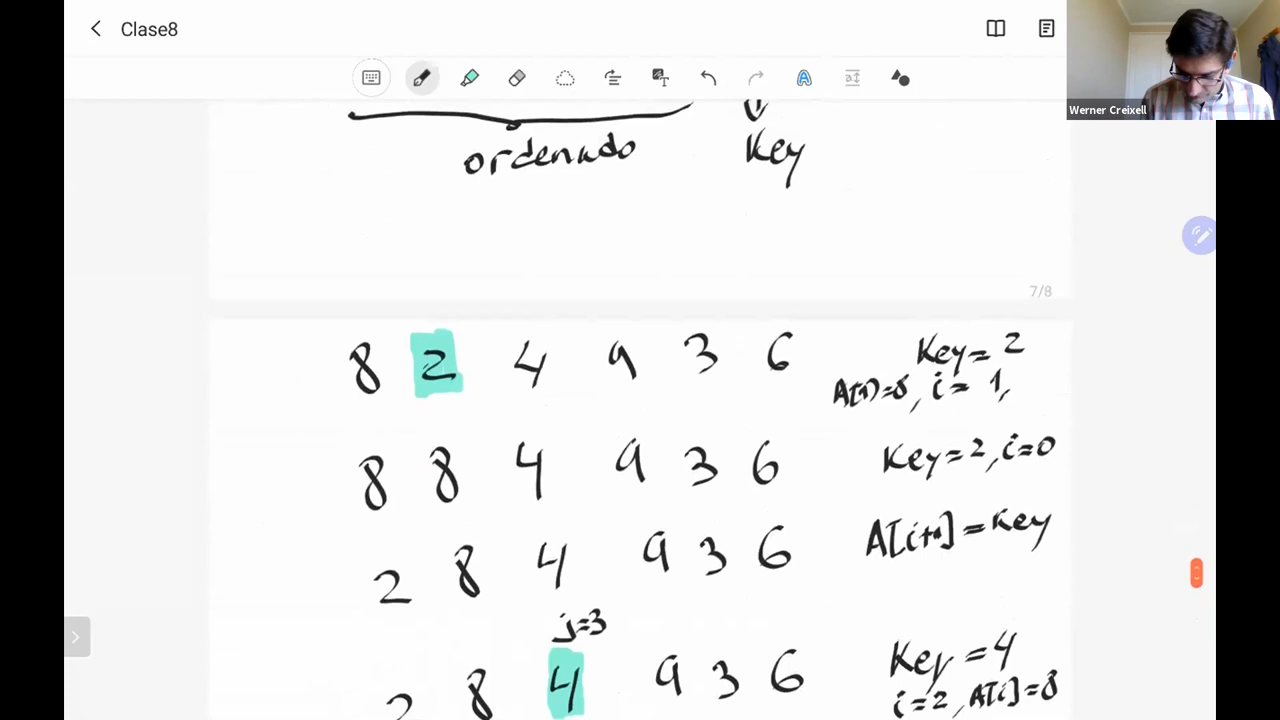 Clase8
Werner Creixell
ordenado
Key
7/8
8 2 4 9 3 6 Key = 2
A[1]=8, i = 1,
8 8 4 9 3 6 Key=2, i=0
2 8 4 9 3 6 A[i+1] = Key
j=3
2 8 4 9 3 6 Key = 4
i=2, A[i]=8